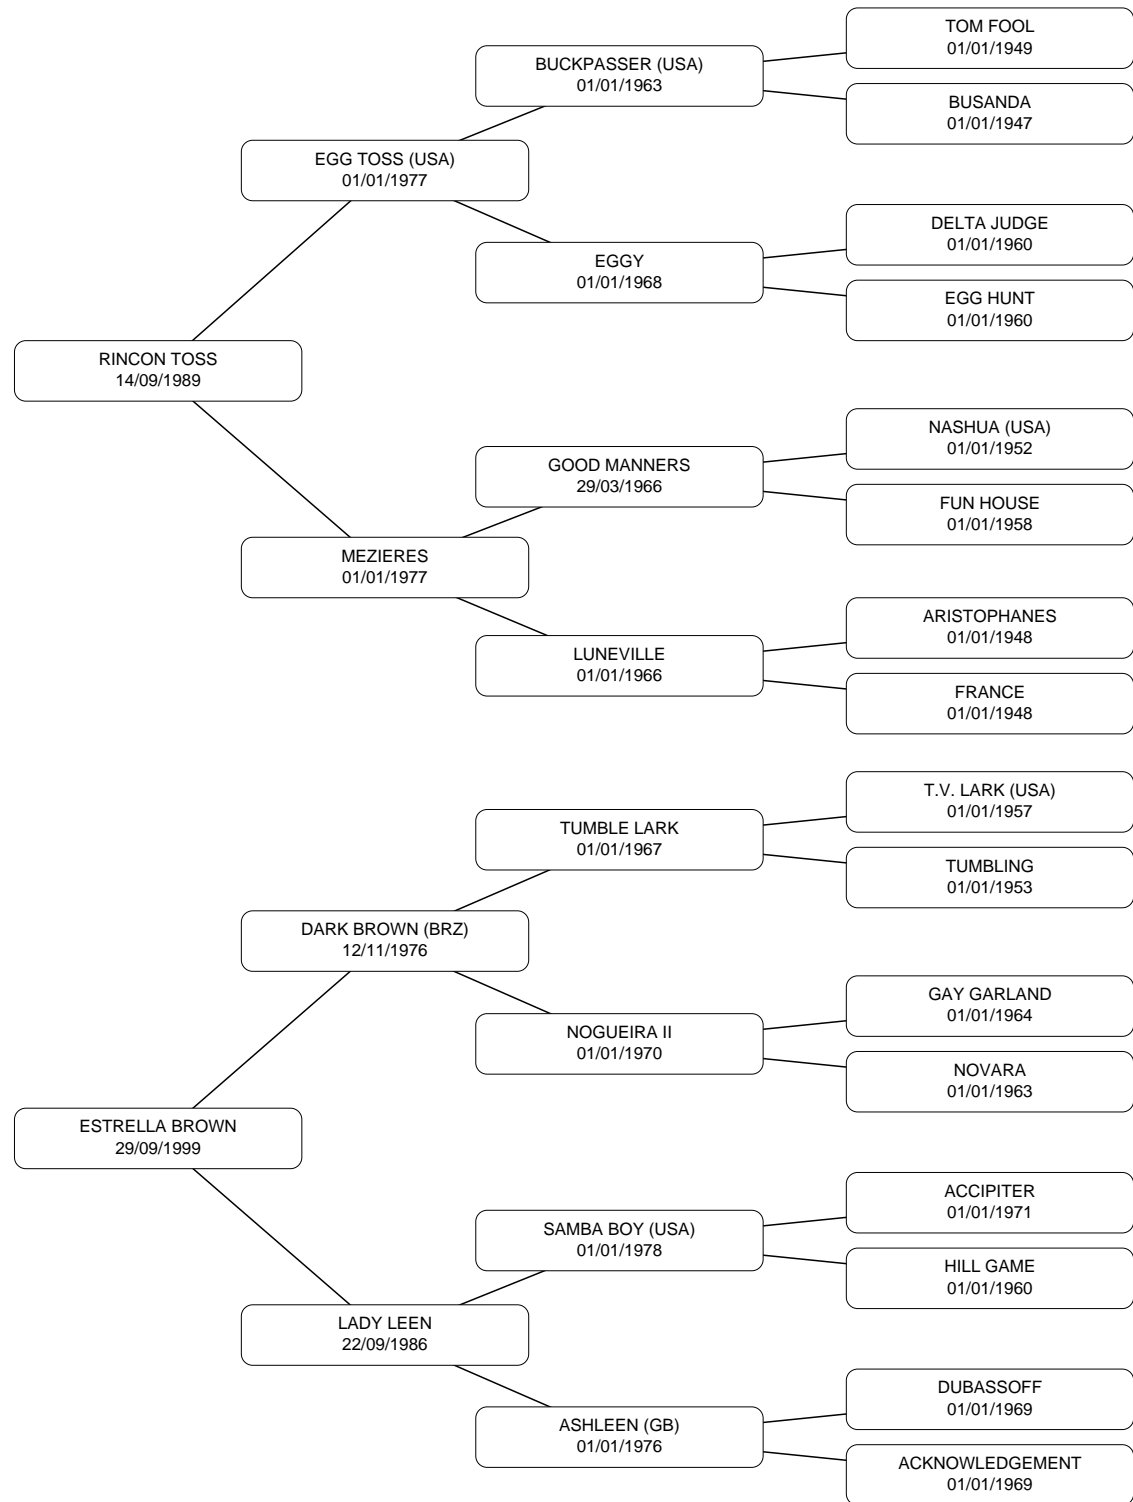 TOM FOOL
01/01/1949
BUCKPASSER (USA)
01/01/1963
BUSANDA
01/01/1947
EGG TOSS (USA)
01/01/1977
DELTA JUDGE
01/01/1960
EGGY
01/01/1968
EGG HUNT
01/01/1960
RINCON TOSS
14/09/1989
NASHUA (USA)
01/01/1952
GOOD MANNERS
29/03/1966
FUN HOUSE
01/01/1958
MEZIERES
01/01/1977
ARISTOPHANES
01/01/1948
LUNEVILLE
01/01/1966
FRANCE
01/01/1948
T.V. LARK (USA)
01/01/1957
TUMBLE LARK
01/01/1967
TUMBLING
01/01/1953
DARK BROWN (BRZ)
12/11/1976
GAY GARLAND
01/01/1964
NOGUEIRA II
01/01/1970
NOVARA
01/01/1963
ESTRELLA BROWN
29/09/1999
ACCIPITER
01/01/1971
SAMBA BOY (USA)
01/01/1978
HILL GAME
01/01/1960
LADY LEEN
22/09/1986
DUBASSOFF
01/01/1969
ASHLEEN (GB)
01/01/1976
ACKNOWLEDGEMENT
01/01/1969